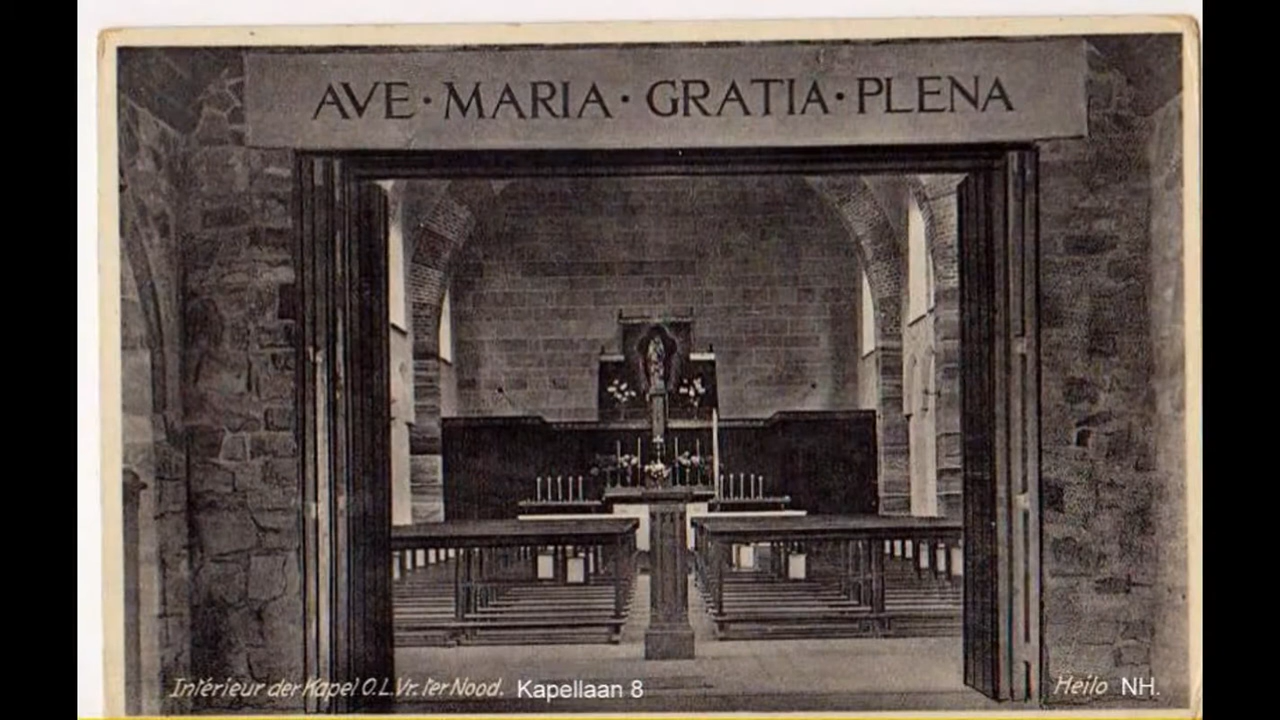 AVE · MARIA · GRATIA · PLENA
Intérieur der Kapel O.L.Vr. ter Nood. Kapellaan 8 Heilo NH.